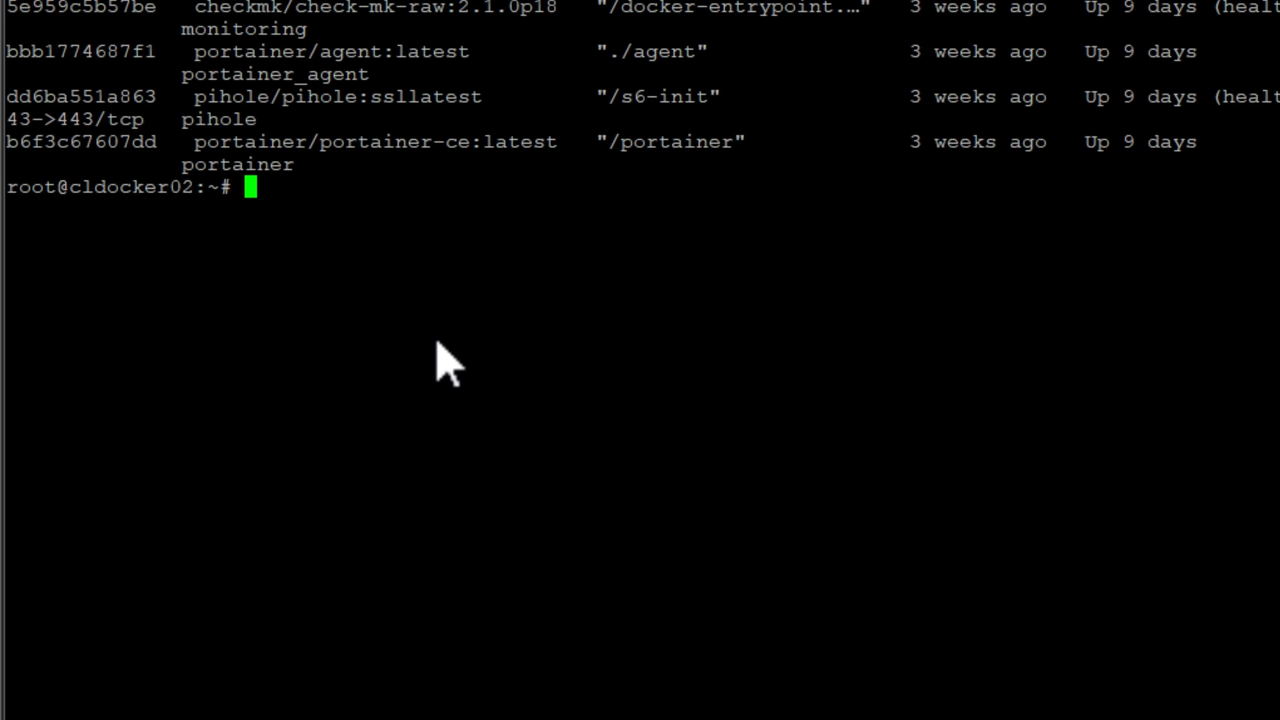 5e959c5b57be   checkmk/check-mk-raw:2.1.0p18   "/docker-entrypoint.…"   3 weeks ago   Up 9 days (healt
monitoring
bbb1774687f1   portainer/agent:latest   "./agent"   3 weeks ago   Up 9 days
portainer_agent
dd6ba551a863   pihole/pihole:ssllatest   "/s6-init"   3 weeks ago   Up 9 days (healt
43->443/tcp   pihole
b6f3c67607dd   portainer/portainer-ce:latest   "/portainer"   3 weeks ago   Up 9 days
portainer
root@cldocker02:~#